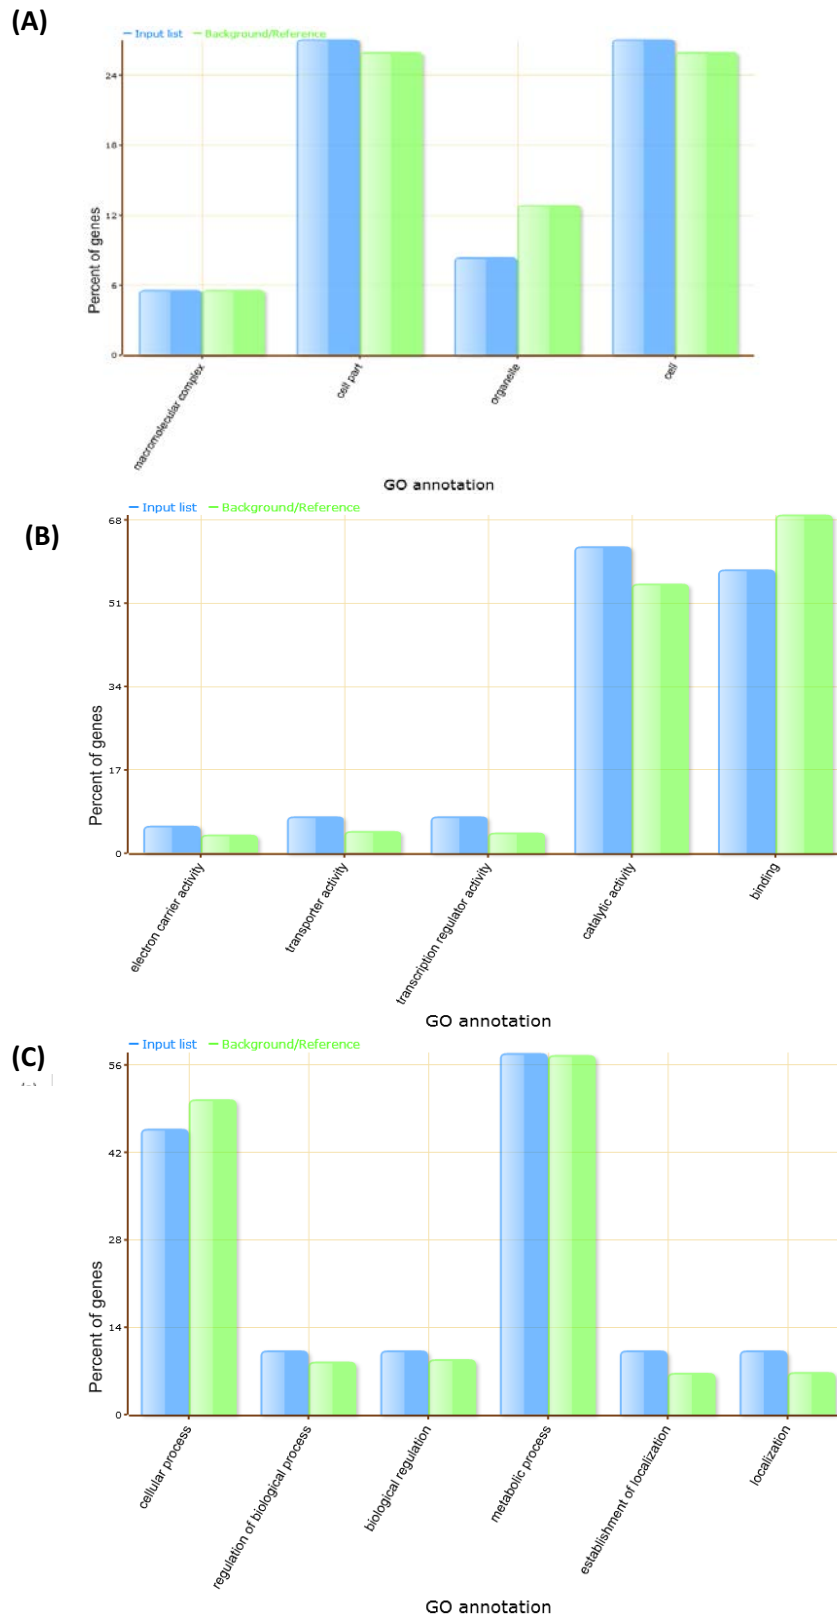 (A)
Input list Background/Reference
24
18
12
6
0
Percent of genes
macromolecular complex
cell part
organelle
cell
GO annotation
(B)
Input list Background/Reference
68
51
34
17
0
Percent of genes
electron carrier activity
transporter activity
transcription regulator activity
catalytic activity
binding
GO annotation
(C)
Input list Background/Reference
56
42
28
14
0
Percent of genes
cellular process
regulation of biological process
biological regulation
metabolic process
establishment of localization
localization
GO annotation